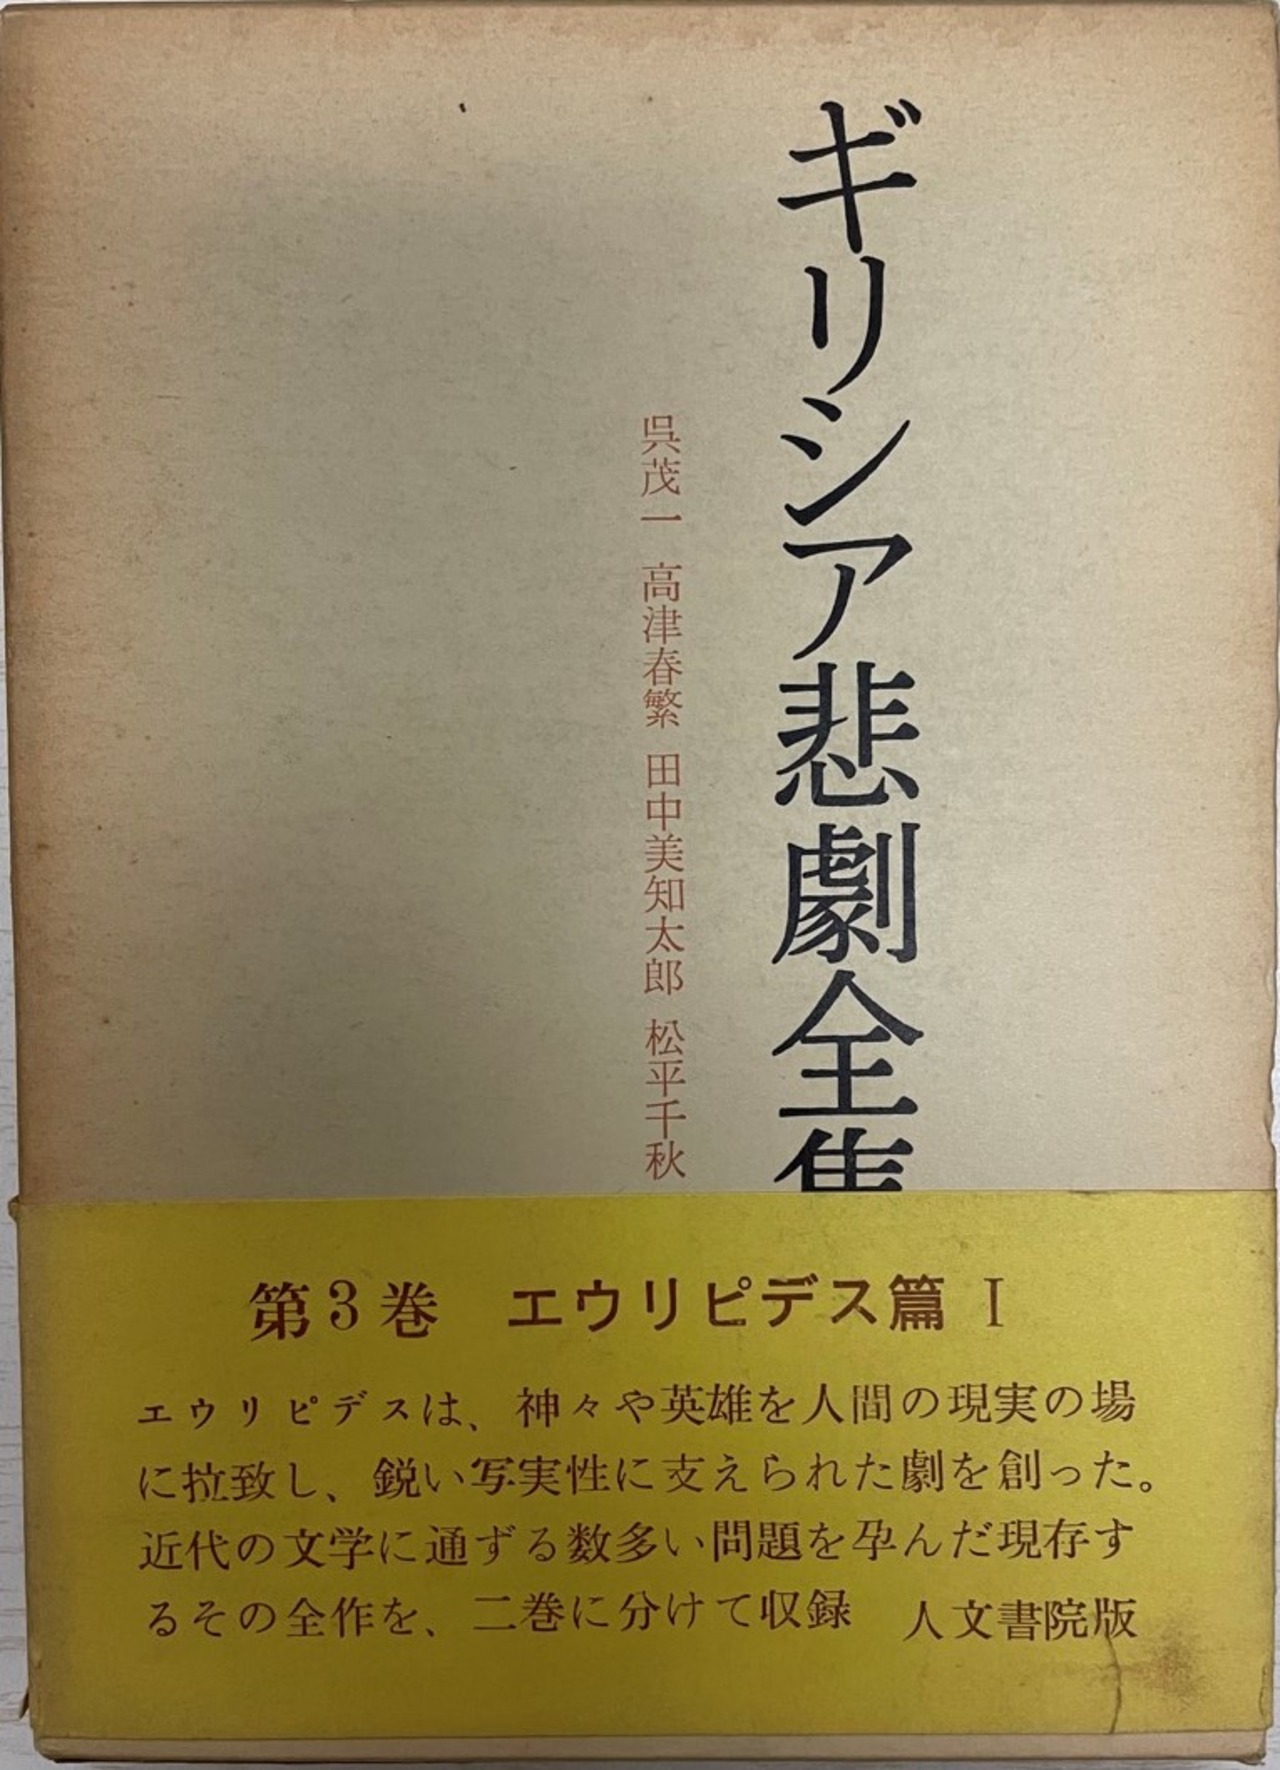 ギリシア悲劇全集
呉茂一 高津春繁 田中美知太郎 松平千秋
第3巻 エウリピデス篇 I
エウリピデスは、神々や英雄を人間の現実の場
に拉致し、鋭い写実性に支えられた劇を創った。
近代の文学に通ずる数多い問題を孕んだ現存す
るその全作を、二巻に分けて収録 人文書院版